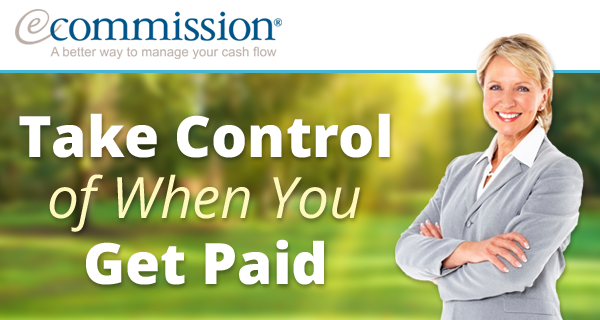 ecommission®
A better way to manage your cash flow
Take Control
of When You
Get Paid